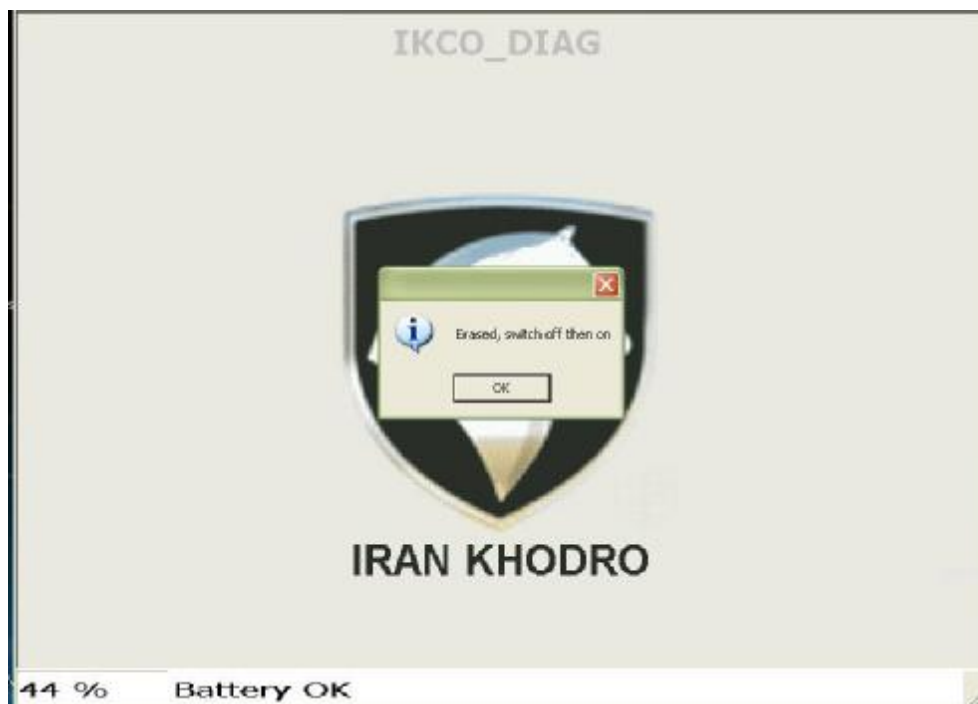 IKCO_DIAG
Erased, switch off then on
OK
IRAN KHODRO
44 % Battery OK